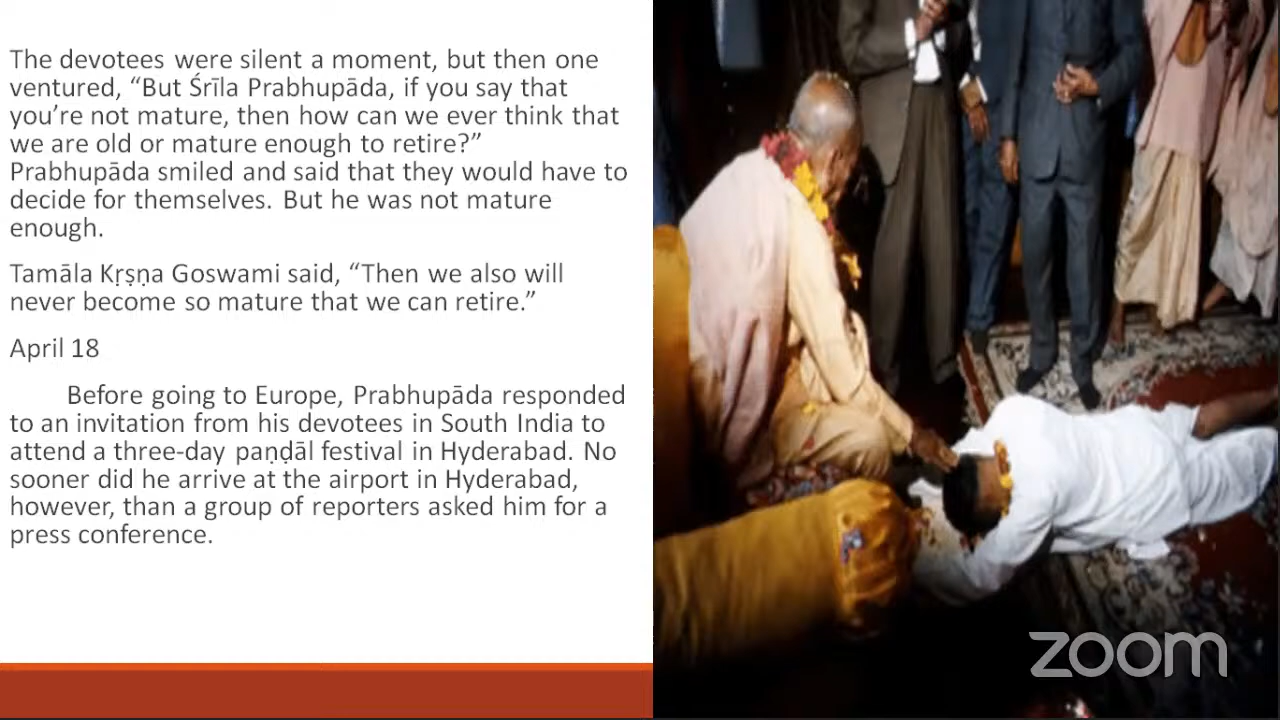 The devotees were silent a moment, but then one
ventured, “But Śrīla Prabhupāda, if you say that
you’re not mature, then how can we ever think that
we are old or mature enough to retire?”
Prabhupāda smiled and said that they would have to
decide for themselves. But he was not mature
enough.
Tamāla Kṛṣṇa Goswami said, “Then we also will
never become so mature that we can retire.”
April 18
Before going to Europe, Prabhupāda responded
to an invitation from his devotees in South India to
attend a three-day paṇḍāl festival in Hyderabad. No
sooner did he arrive at the airport in Hyderabad,
however, than a group of reporters asked him for a
press conference.
zoom